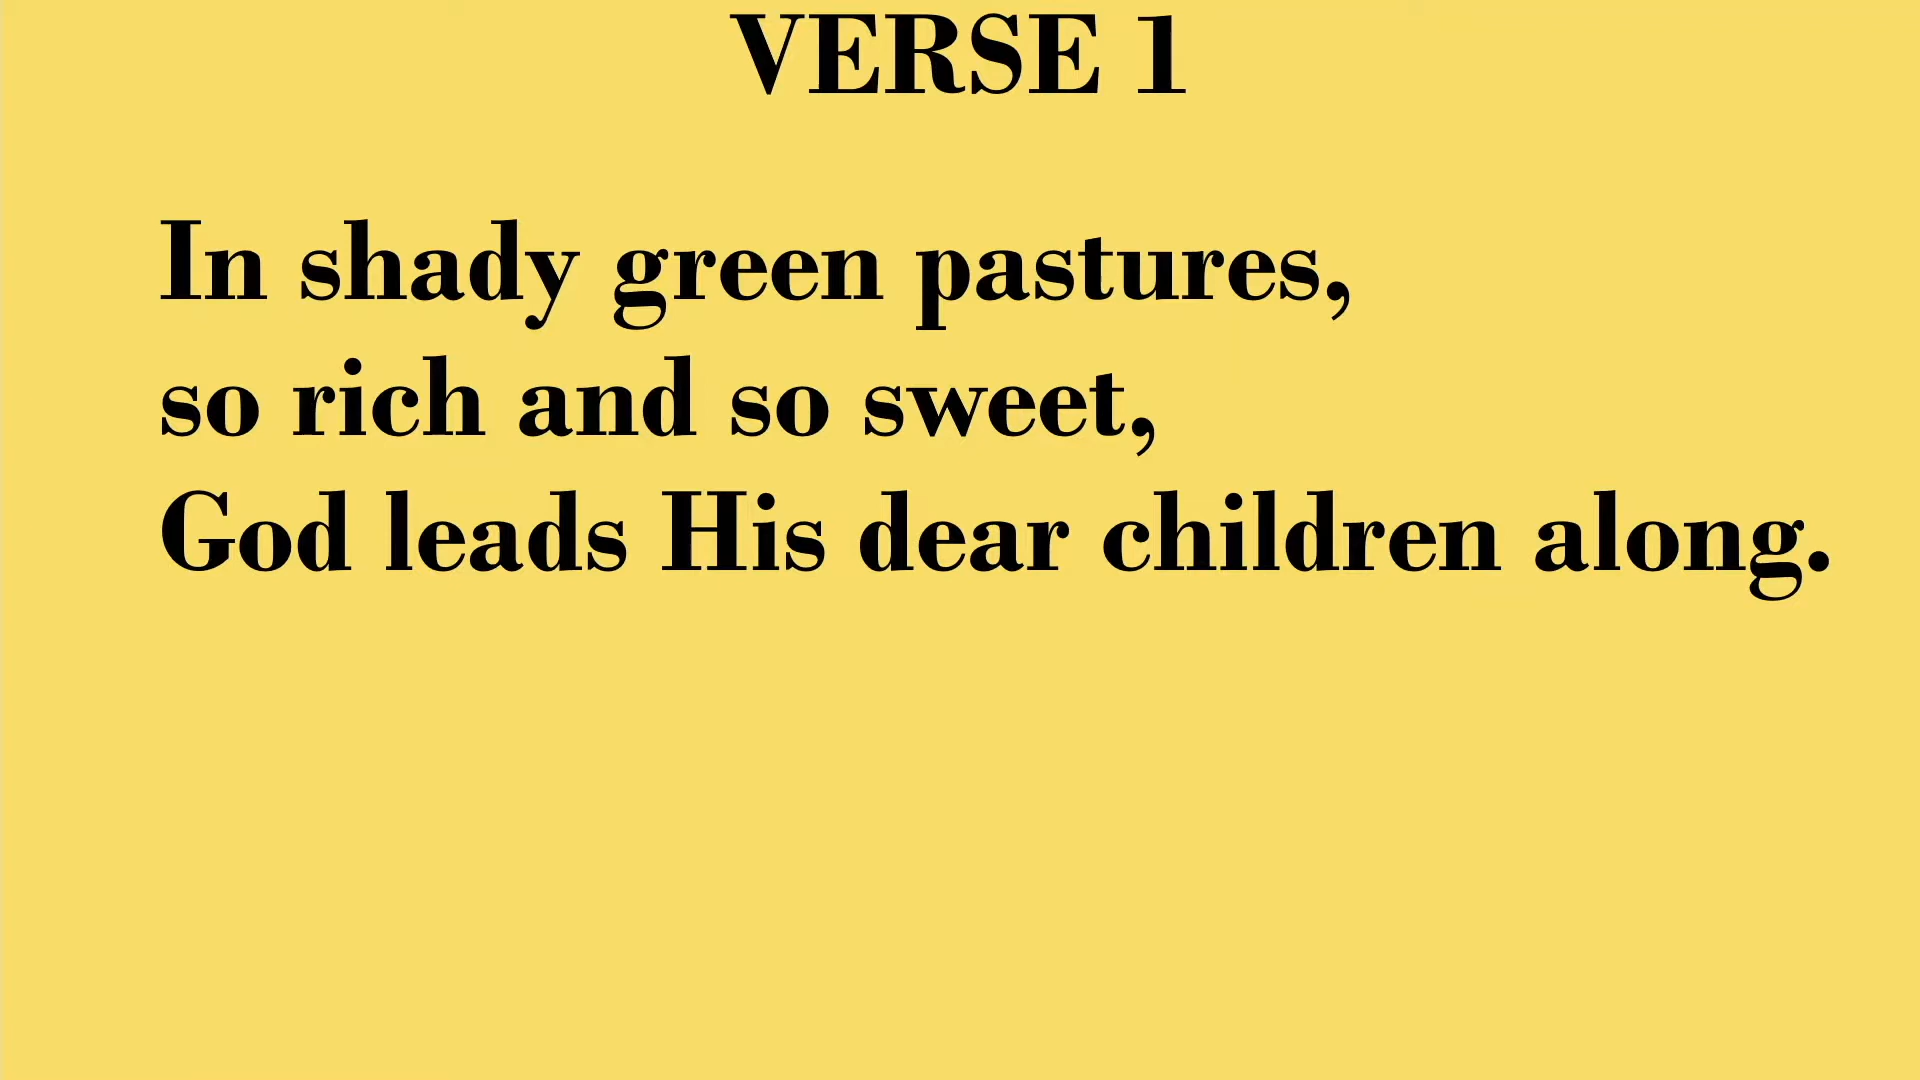 VERSE 1
In shady green pastures,
so rich and so sweet,
God leads His dear children along.